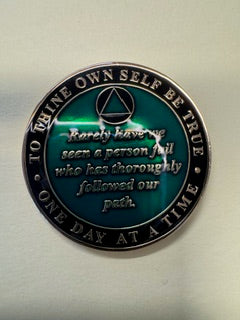 TO THINE OWN SELF BE TRUE
Rarely have we
seen a person fail
who has thoroughly
followed our
path.
ONE DAY AT A TIME